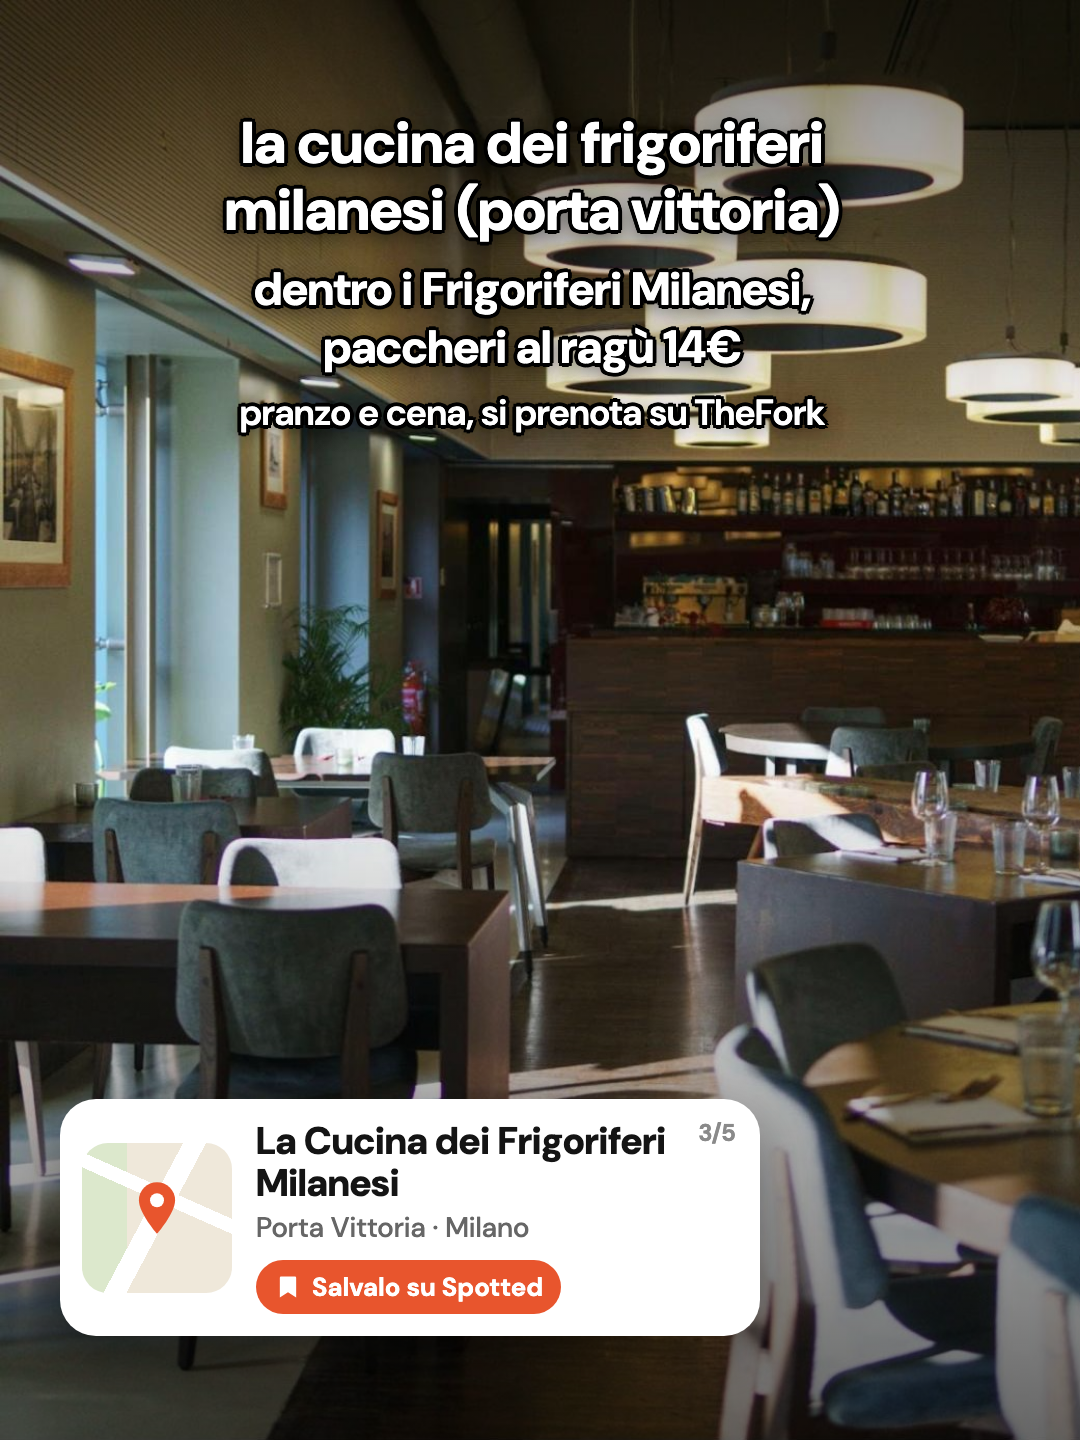 la cucina dei frigoriferi
milanesi (porta vittoria)
dentro i Frigoriferi Milanesi,
paccheri al ragù 14€
pranzo e cena, si prenota su TheFork
La Cucina dei Frigoriferi
Milanesi
3/5
Porta Vittoria · Milano
Salvalo su Spotted